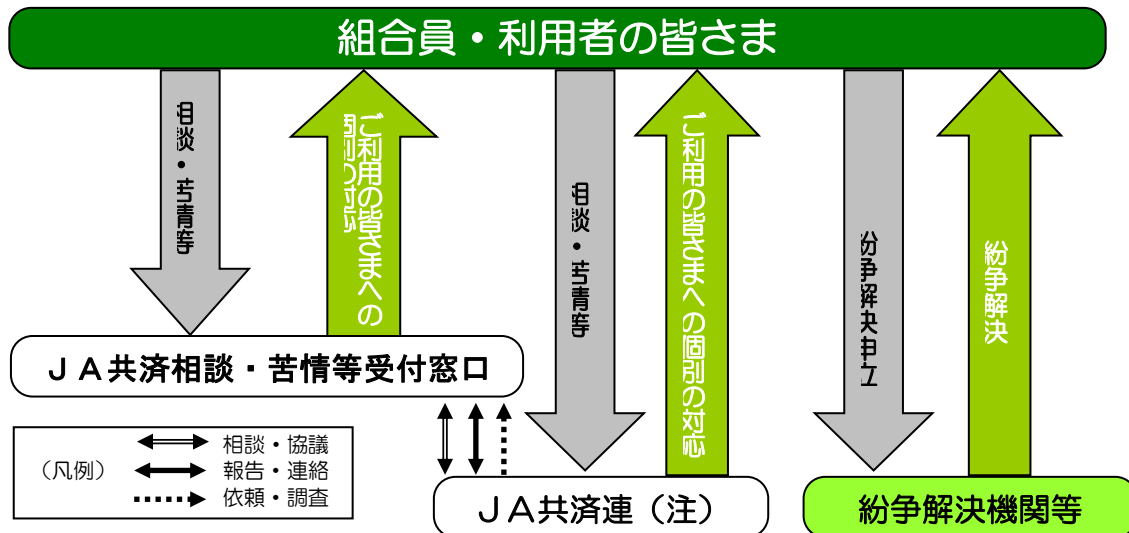 組合員・利用者の皆さま
相談・苦情等
ご利用の皆さまへの
個別の対応
相談・苦情等
ご利用の皆さまへの個別の対応
紛争解決申立
紛争解決
ＪＡ共済相談・苦情等受付窓口
（凡例）
相談・協議
報告・連絡
依頼・調査
ＪＡ共済連（注）
紛争解決機関等